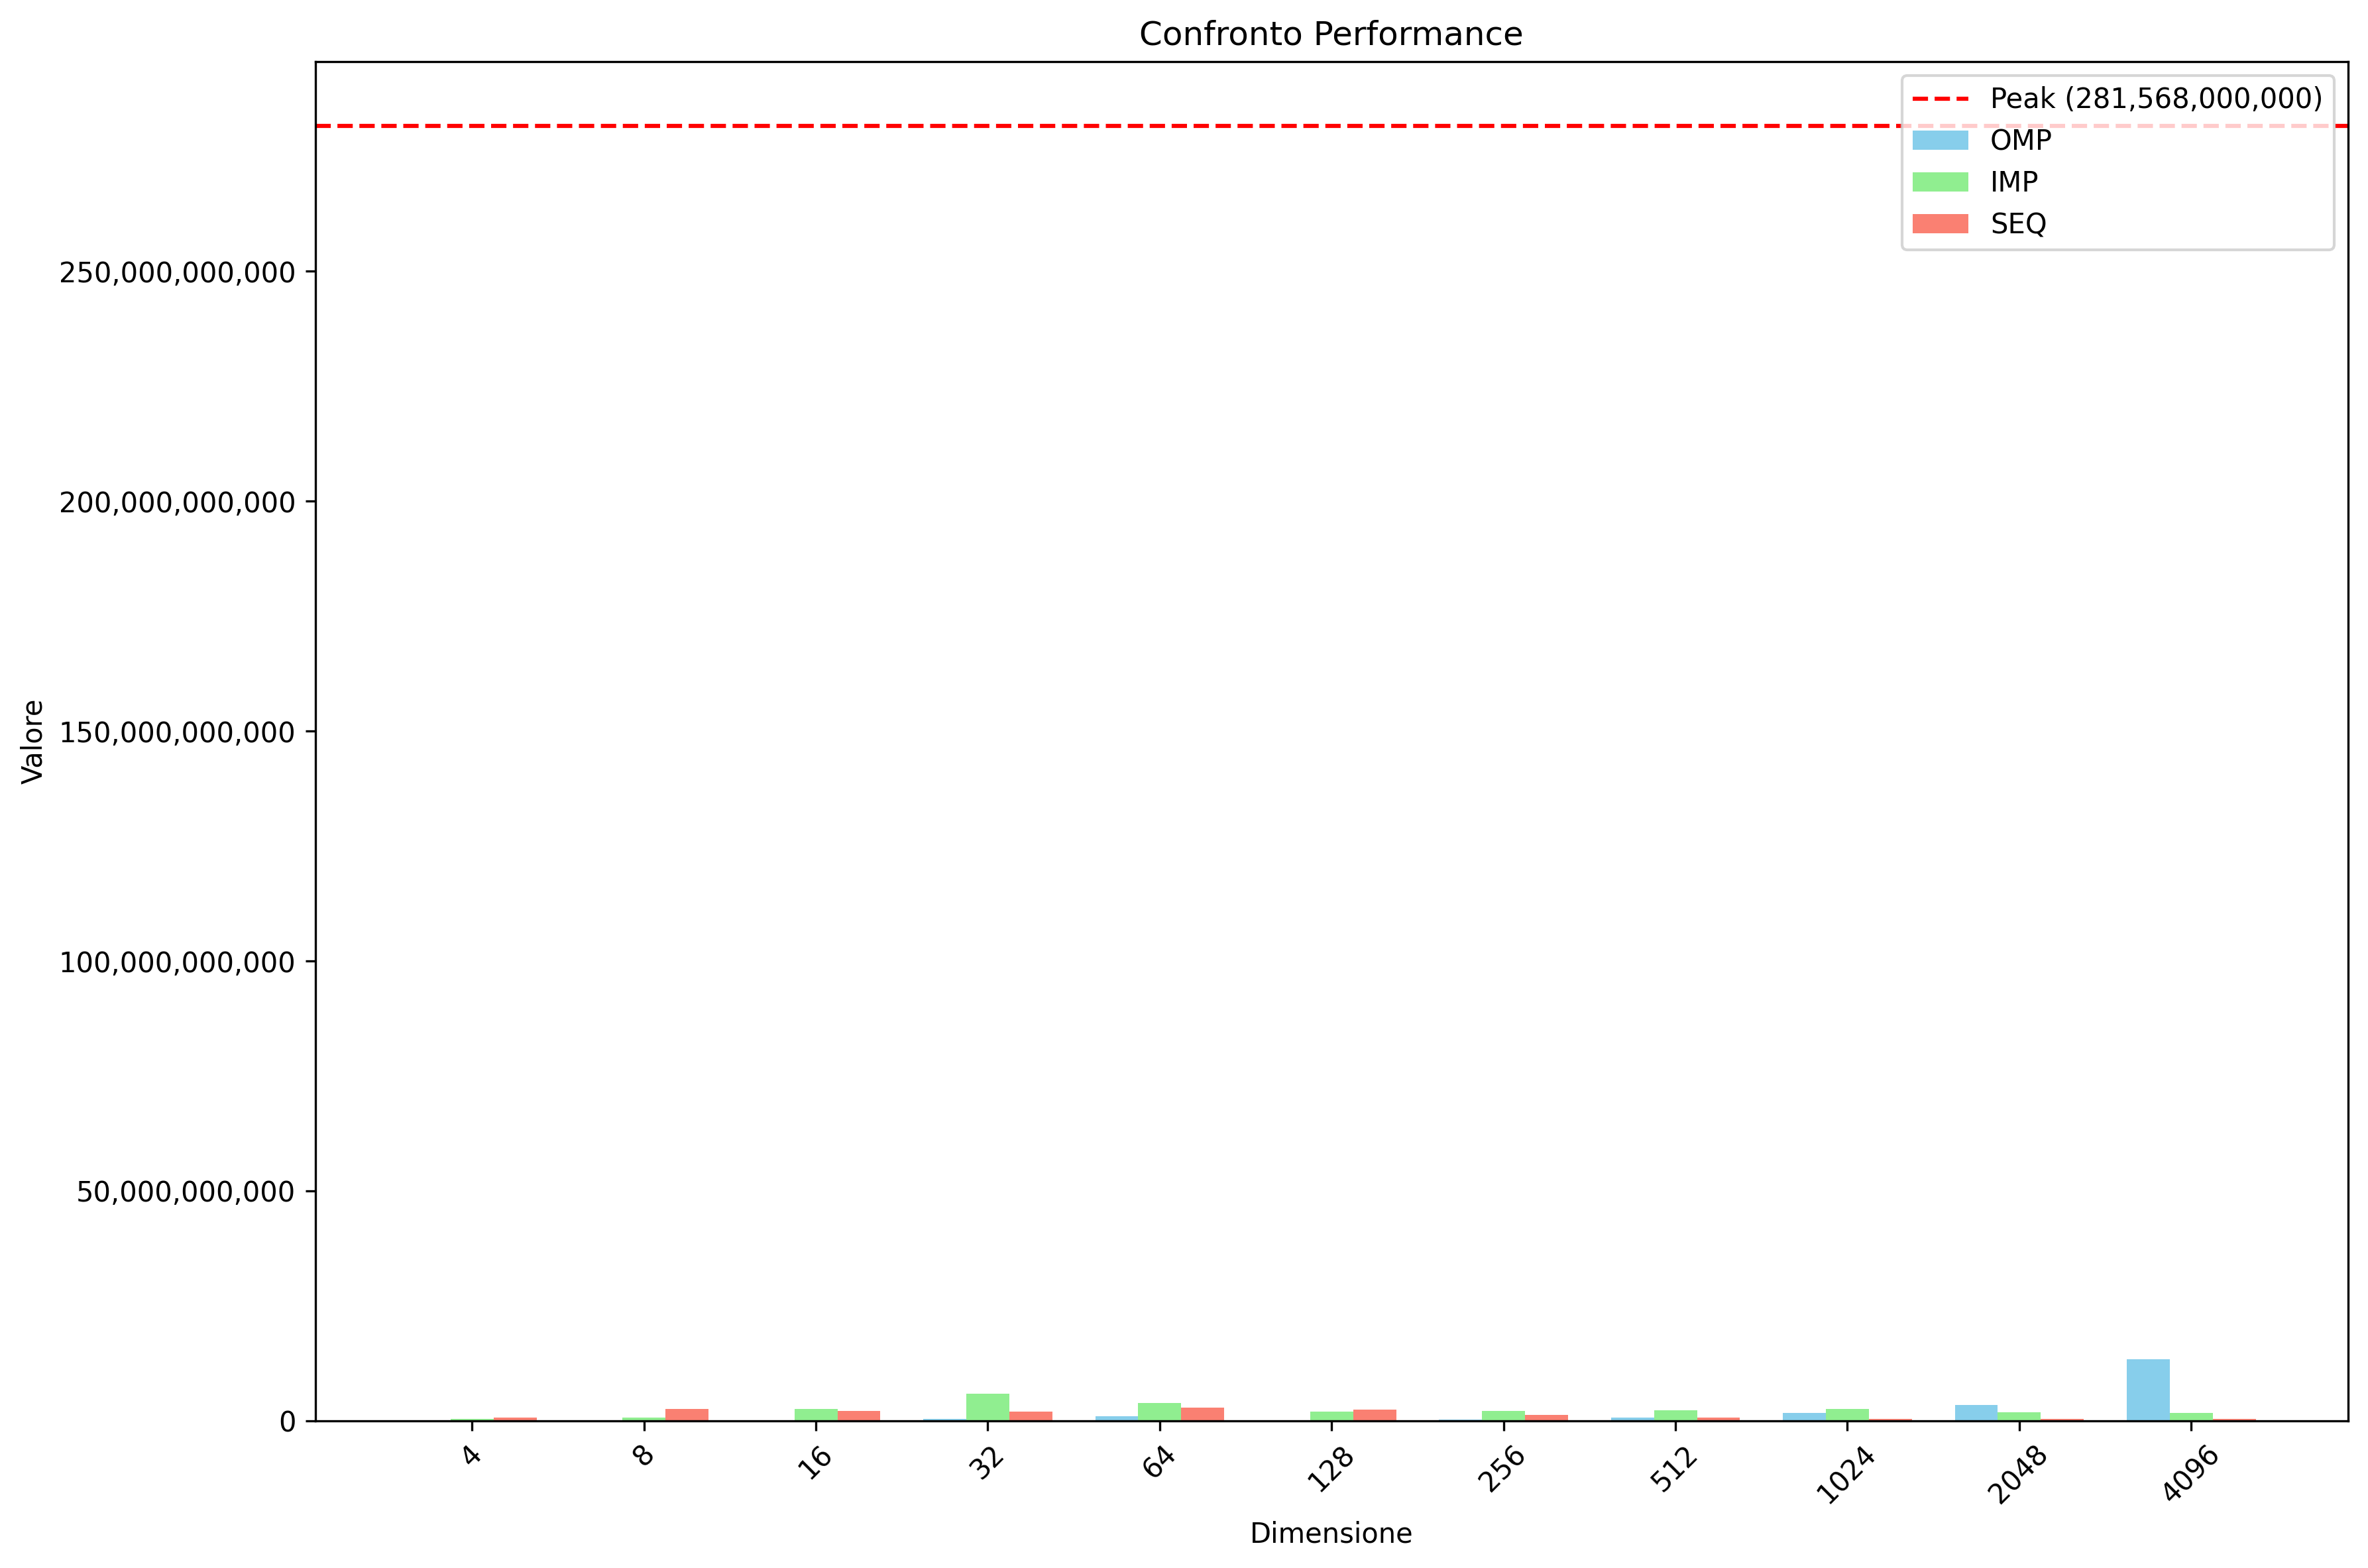 Confronto Performance
Peak (281,568,000,000)
OMP
IMP
SEQ
250,000,000,000
200,000,000,000
150,000,000,000
100,000,000,000
50,000,000,000
0
Valore
4
8
16
32
64
128
256
512
1024
2048
4096
Dimensione